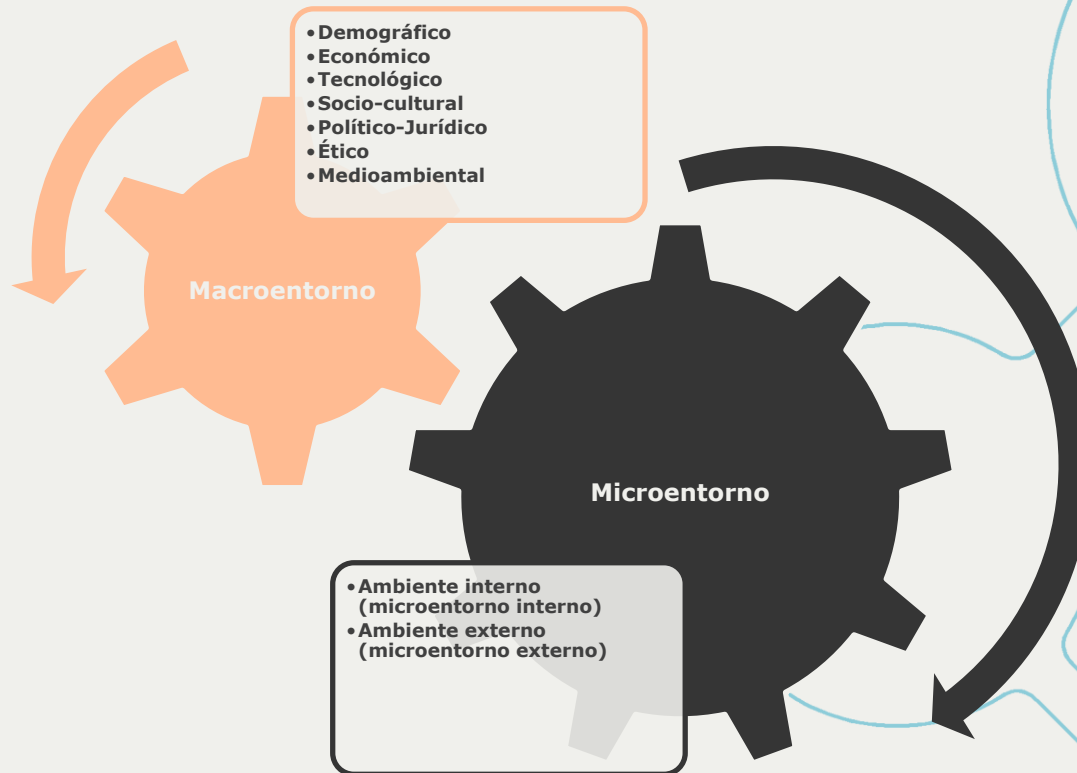 •Demográfico
•Económico
•Tecnológico
•Socio-cultural
•Político-Jurídico
•Ético
•Medioambiental
Macroentorno
Microentorno
•Ambiente interno
(microentorno interno)
•Ambiente externo
(microentorno externo)